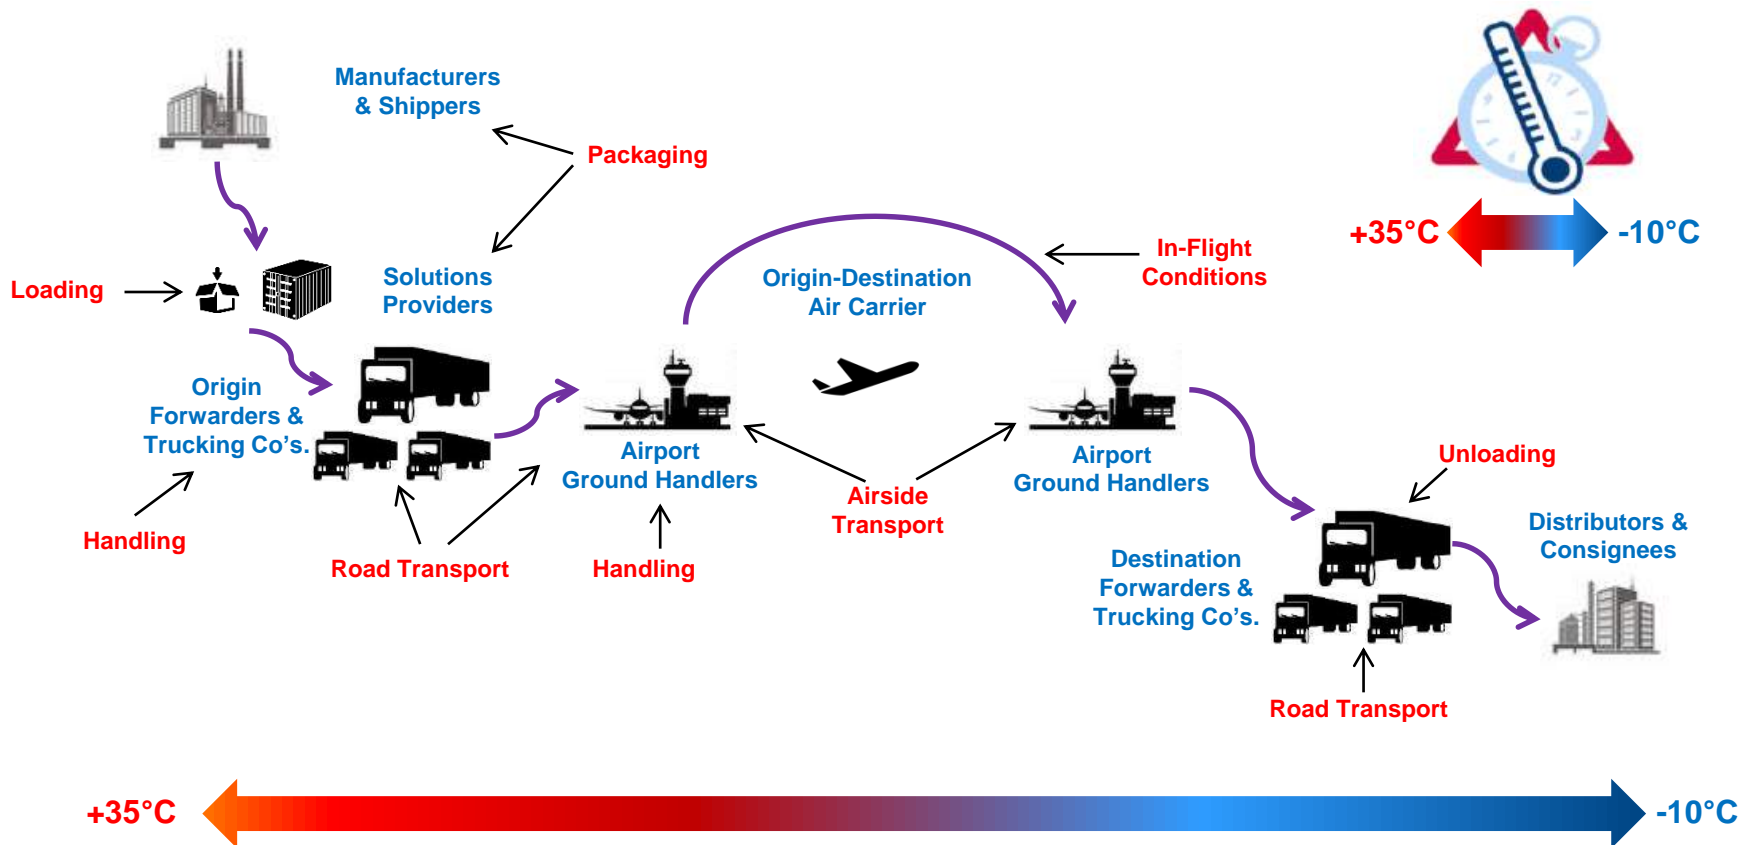 Manufacturers
& Shippers
Packaging
+35°C
-10°C
Loading
Solutions
Providers
Origin-Destination
Air Carrier
In-Flight
Conditions
Origin
Forwarders &
Trucking Co’s.
Airport
Ground Handlers
Airport
Ground Handlers
Unloading
Handling
Road Transport
Handling
Airside
Transport
Distributors &
Consignees
Destination
Forwarders &
Trucking Co’s.
Road Transport
+35°C
-10°C